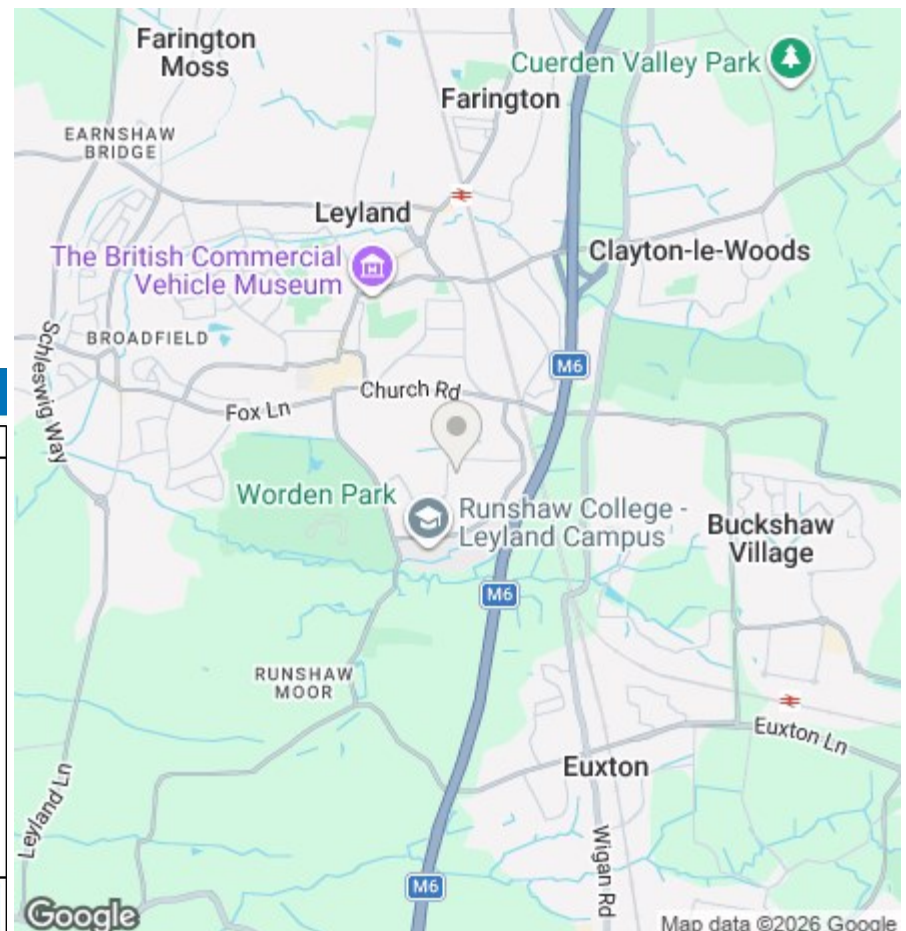 Farington
Moss
Cuerden Valley Park
Farington
EARNSHAW
BRIDGE
Leyland
The British Commercial
Vehicle Museum
Clayton-le-Woods
BROADFIELD
Schleswig Way
M6
Church Rd
Fox Ln
Worden Park
Runshaw College -
Leyland Campus
Buckshaw
Village
M6
RUNSHAW
MOOR
Euxton Ln
Euxton
Leyland Ln
Wigan Rd
M6
Google
Map data ©2026 Google